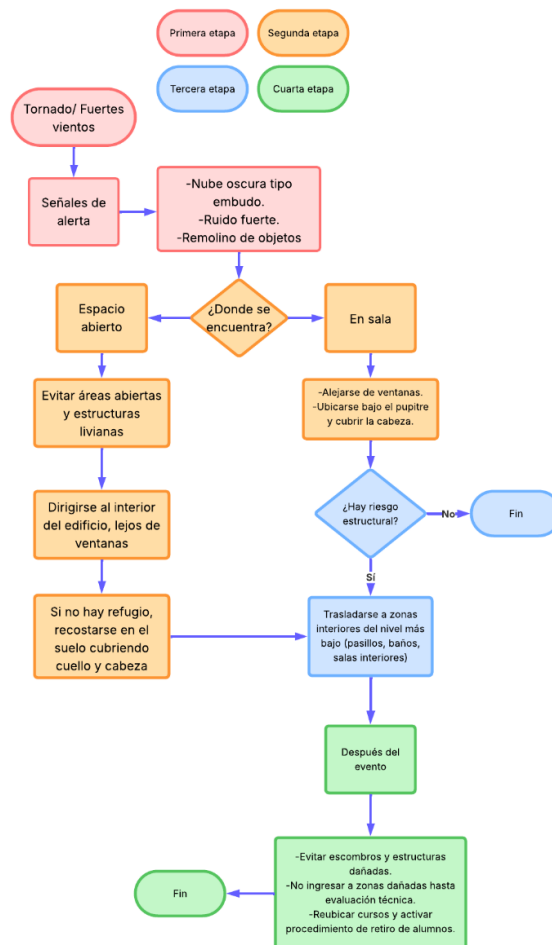 Primera etapa
Segunda etapa
Tercera etapa
Cuarta etapa
Tornado/ Fuertes
vientos
Señales de
alerta
-Nube oscura tipo
embudo.
-Ruido fuerte.
-Remolino de objetos
¿Donde se
encuentra?
Espacio
abierto
En sala
Evitar áreas abiertas
y estructuras
livianas
-Alejarse de ventanas.
-Ubicarse bajo el pupitre
y cubrir la cabeza.
Dirigirse al interior
del edificio, lejos de
ventanas
¿Hay riesgo
estructural?
No
Fin
Sí
Si no hay refugio,
recostarse en el
suelo cubriendo
cuello y cabeza
Trasladarse a zonas
interiores del nivel más
bajo (pasillos, baños,
salas interiores)
Después del
evento
-Evitar escombros y estructuras
dañadas.
-No ingresar a zonas dañadas hasta
evaluación técnica.
-Reubicar cursos y activar
procedimiento de retiro de alumnos.
Fin